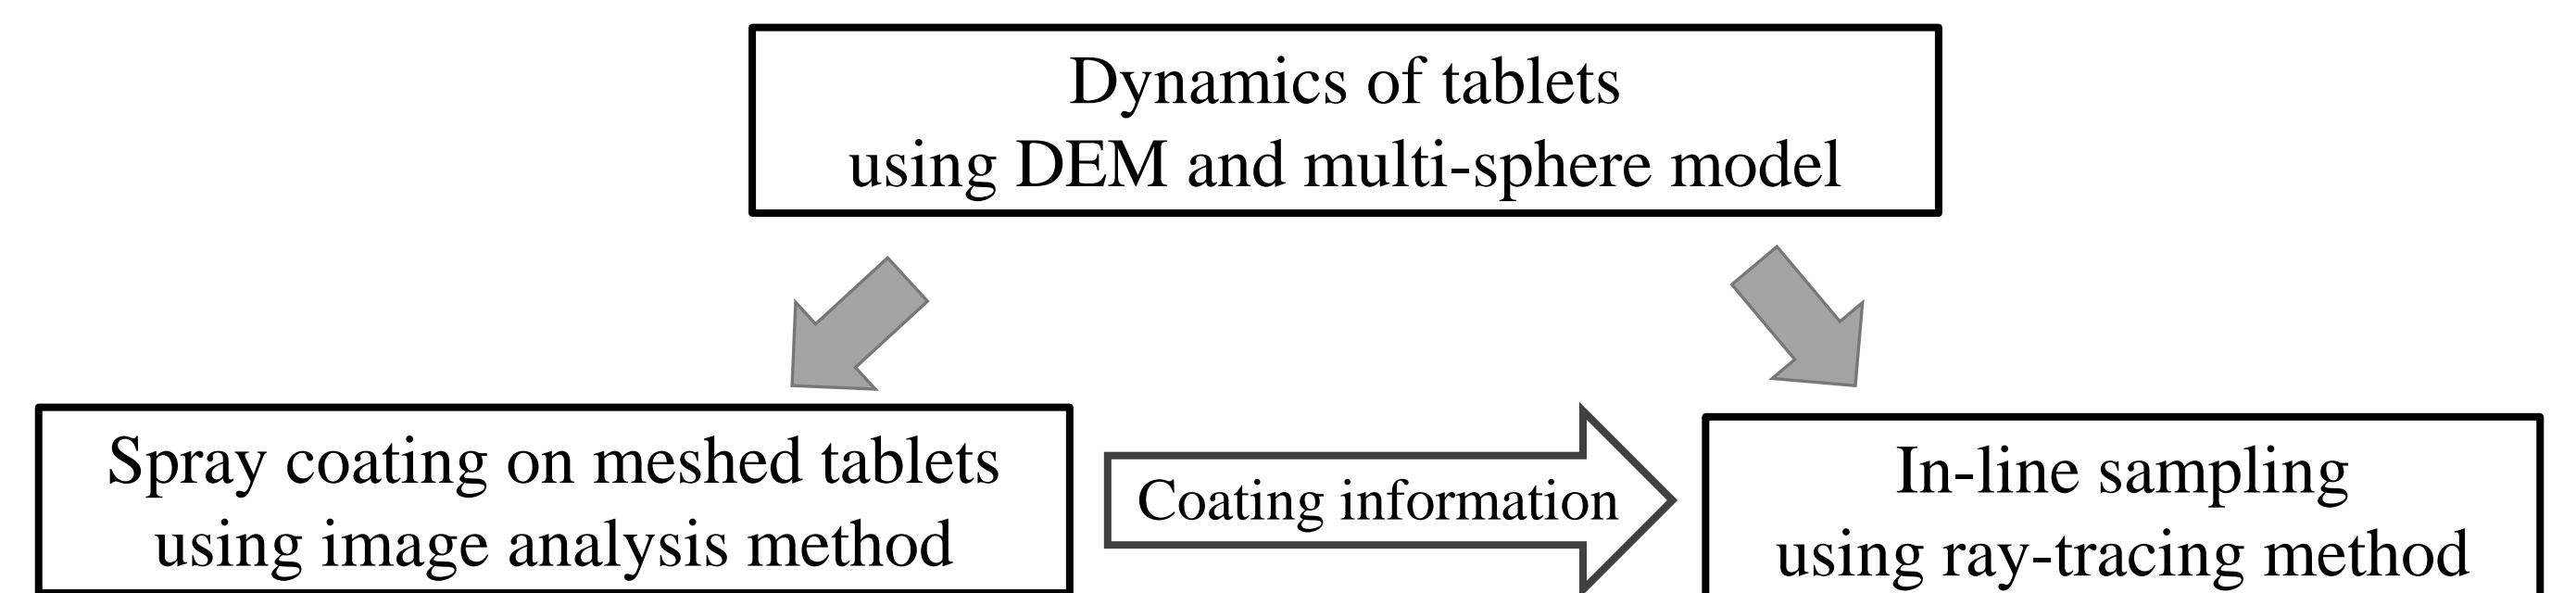 Dynamics of tablets
using DEM and multi-sphere model
Spray coating on meshed tablets
using image analysis method
Coating information
In-line sampling
using ray-tracing method